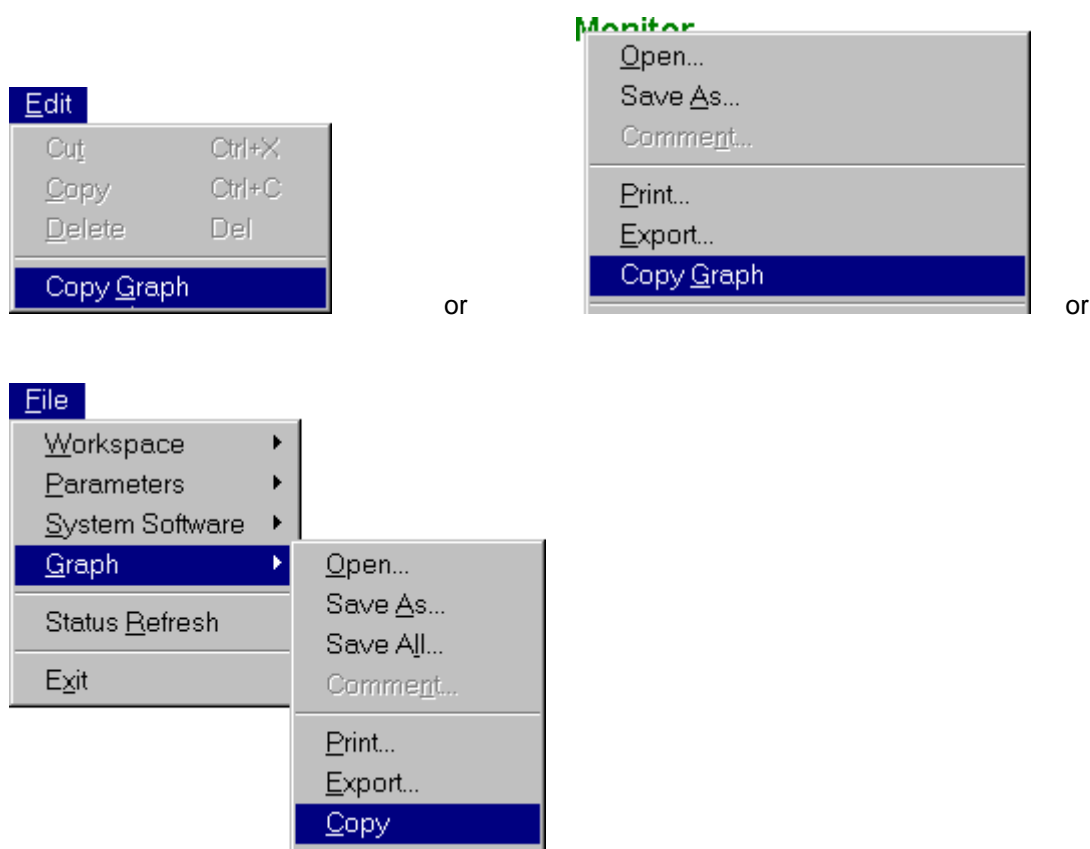 Edit
Cut Ctrl+X
Copy Ctrl+C
Delete Del
Copy Graph
or
Monitor
Open...
Save As...
Comment...
Print...
Export...
Copy Graph
or
File
Workspace
Parameters
System Software
Graph
Status Refresh
Exit
Open...
Save As...
Save All...
Comment...
Print...
Export...
Copy